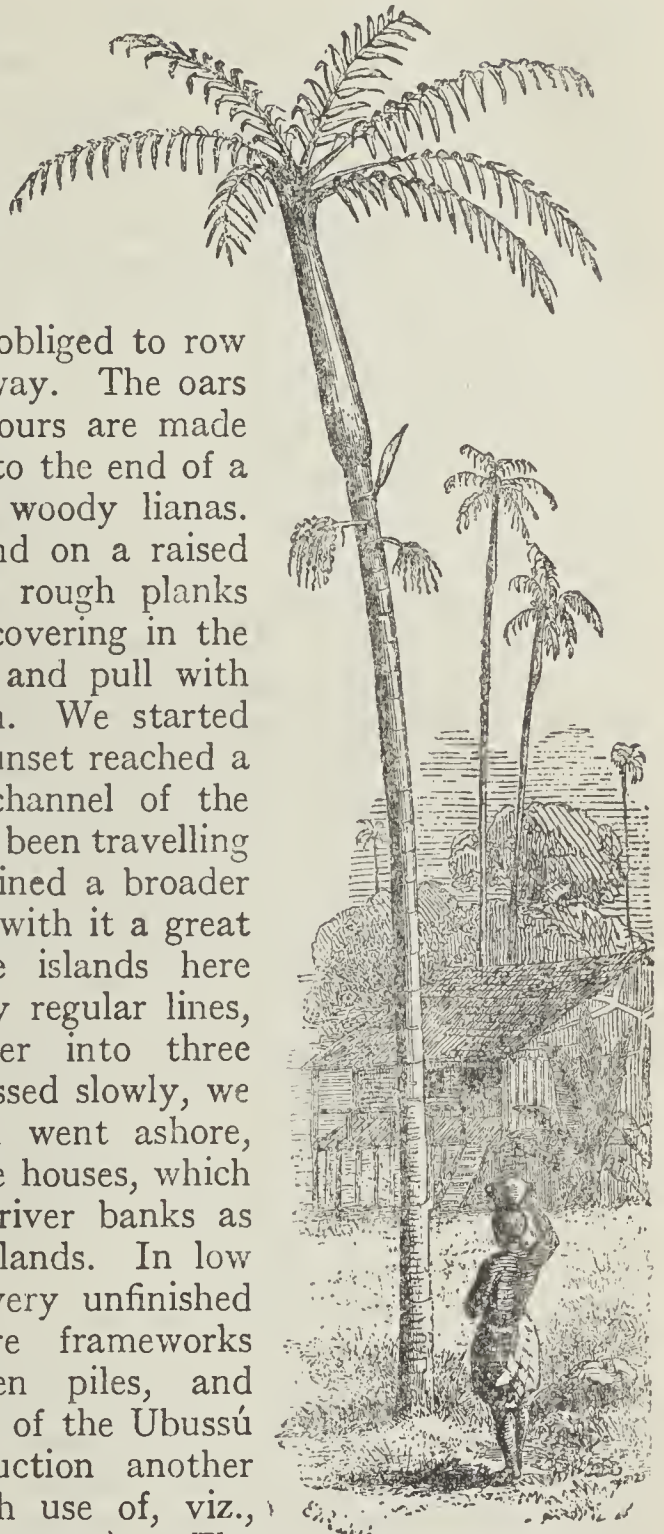 obliged to row
way. The oars
ours are made
to the end of a
woody lianas.
nd on a raised
rough planks
covering in the
and pull with
. We started
unset reached a
channel of the
been travelling
ined a broader
with it a great
e islands here
y regular lines,
er into three
ssed slowly, we
went ashore,
e houses, which
river banks as
lands. In low
very unfinished
re frameworks
en piles, and
of the Ubussú
uction another
h use of, viz.,